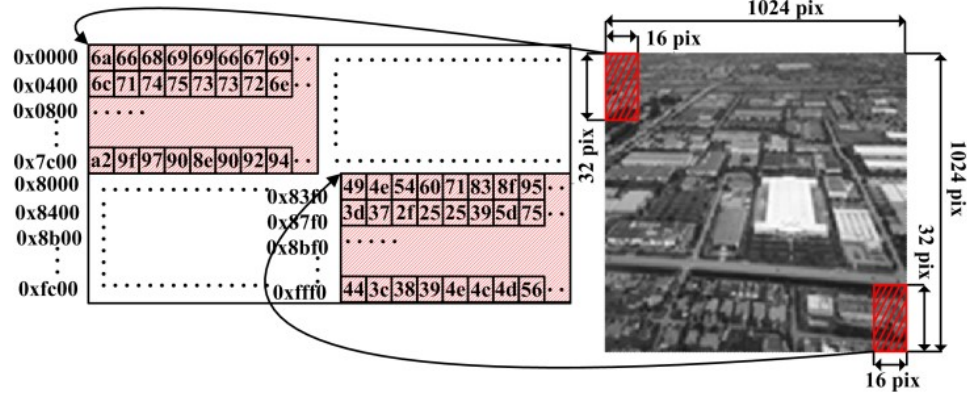 1024 pix
16 pix
0x0000 6a 66 68 69 69 66 67 69 ··
0x0400 6c 71 74 75 73 73 72 6e ··
0x0800 ·····
0x7c00 a2 9f 97 90 8e 90 92 94 ··
32 pix
1024 pix
0x8000
0x83f0 49 4e 54 60 71 83 8f 95 ··
0x8400
0x87f0 3d 37 2f 25 25 39 5d 75 ··
0x8b00
0x8bf0 ·····
0xfc00
0xfff0 44 3c 38 39 4e 4c 4d 56 ··
32 pix
16 pix